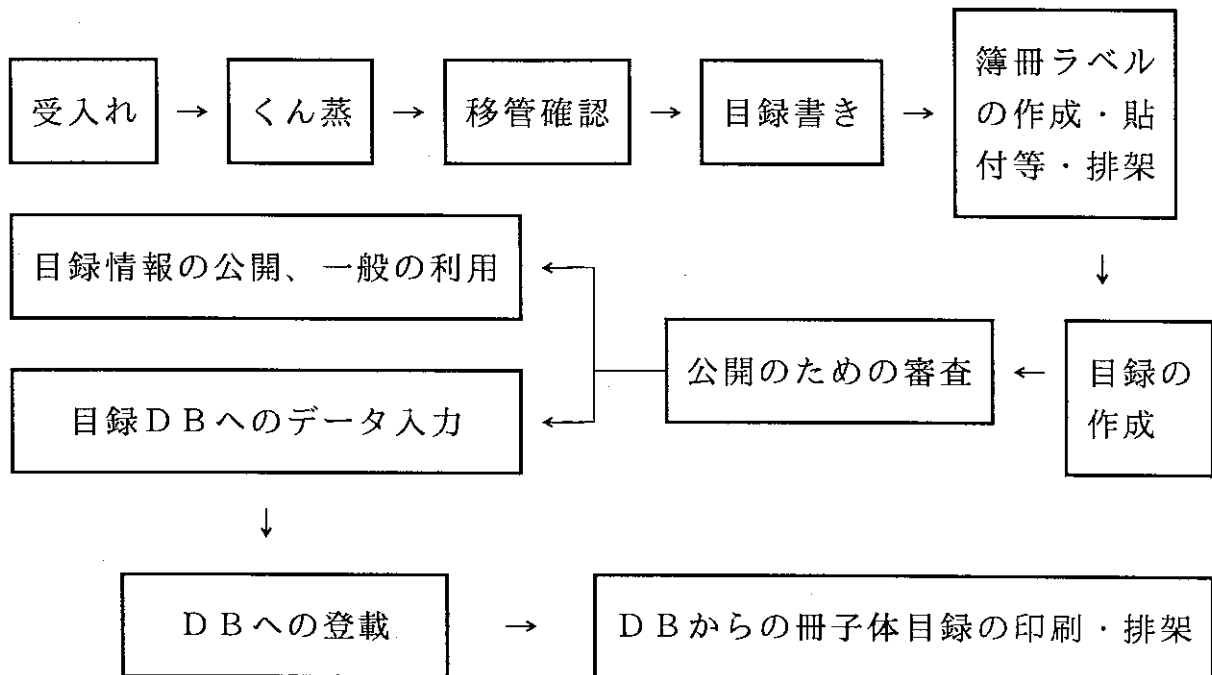 受入れ → くん蒸 → 移管確認 → 目録書き → 簿冊ラベル
の作成・貼
付等・排架
↓
目録の
作成
←
公開のための審査
←
目録情報の公開、一般の利用
←
目録DBへのデータ入力
↓
DBへの登載 → DBからの冊子体目録の印刷・排架